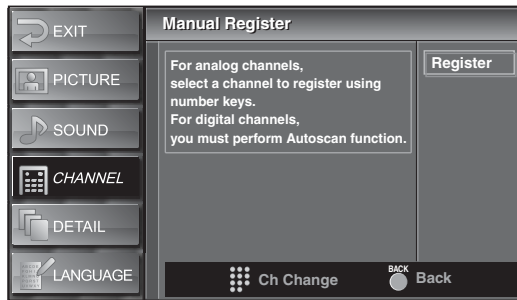 EXIT
PICTURE
SOUND
CHANNEL
DETAIL
LANGUAGE
Manual Register
For analog channels,
select a channel to register using
number keys.
For digital channels,
you must perform Autoscan function.
Register
Ch Change
BACK
Back